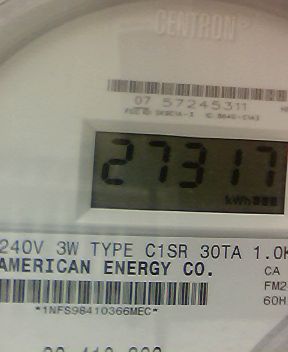 CENTRON
07 57245311
27317
kWh
240V 3W TYPE C1SR 30TA 1.0K
AMERICAN ENERGY CO.
CA
FM2
60H
*1NFS98410366MEC*